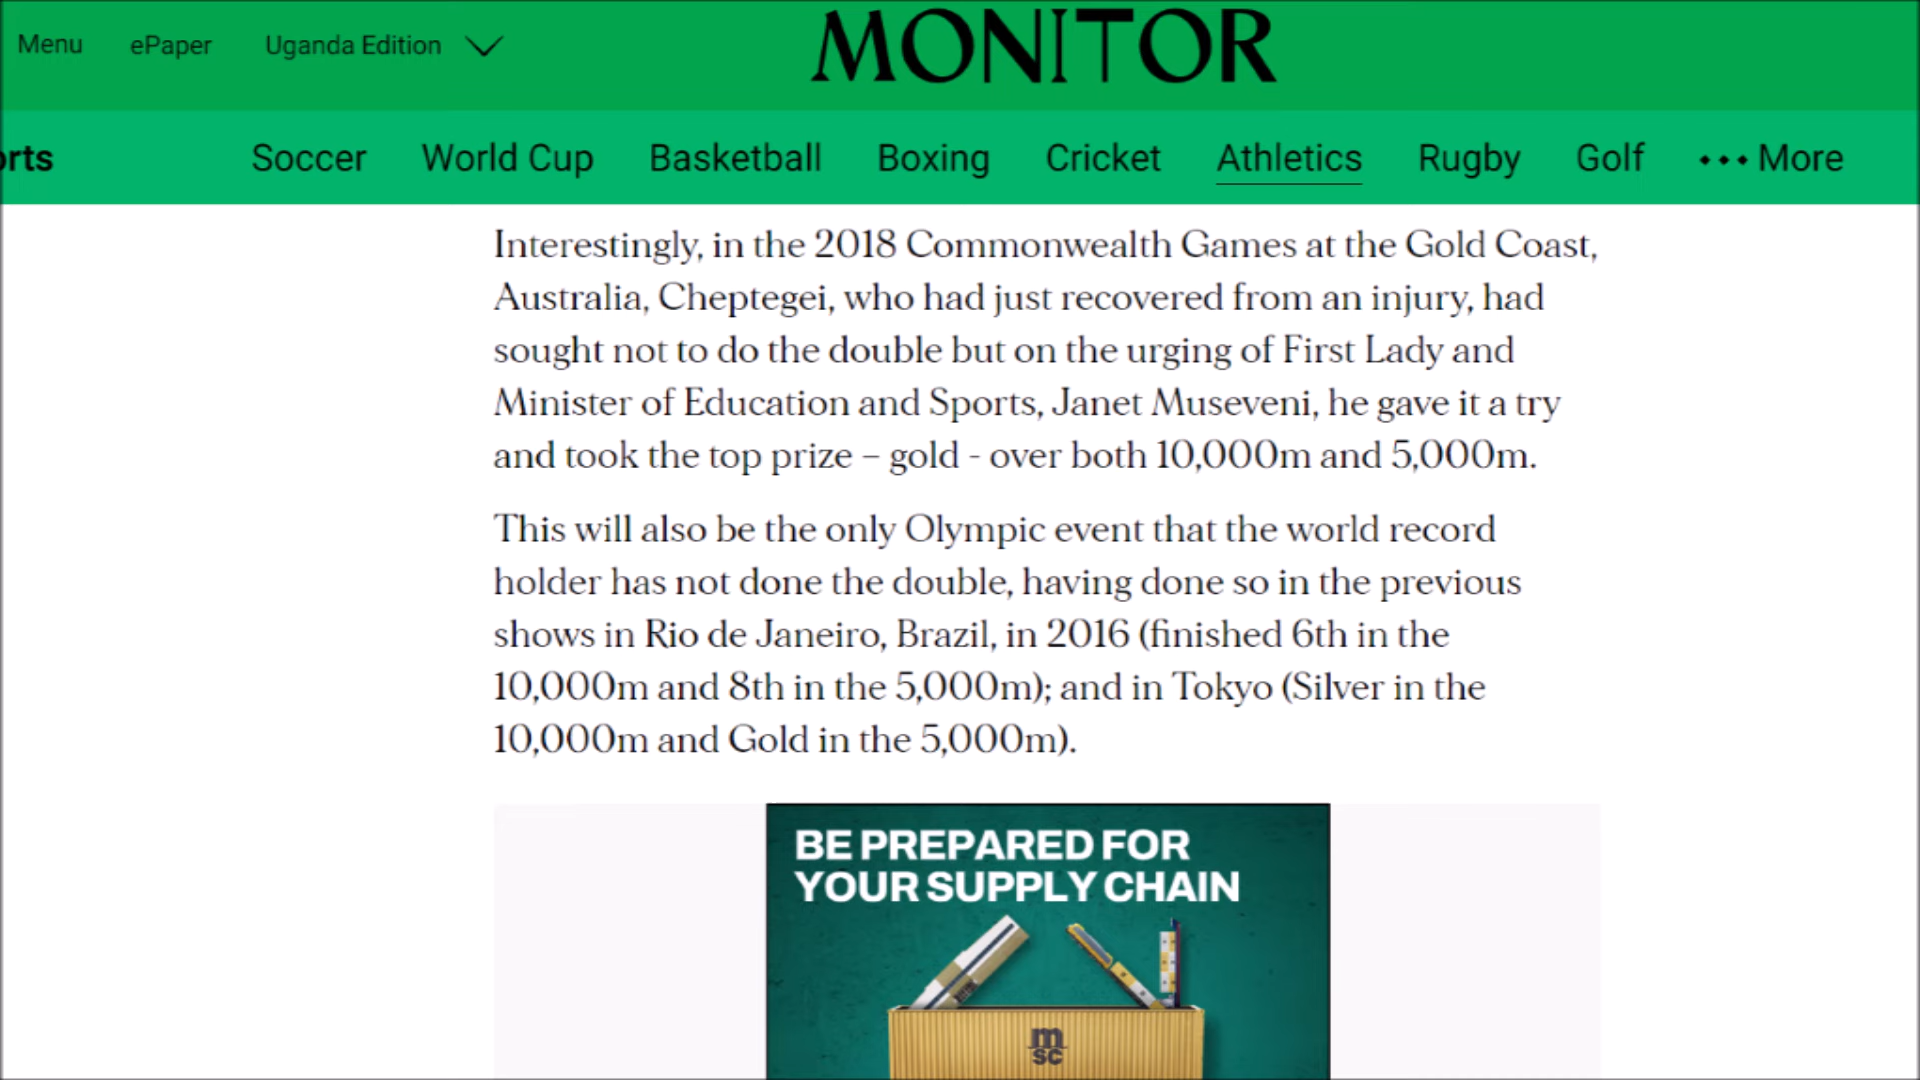 MONITOR
Menu ePaper Uganda Edition
orts Soccer World Cup Basketball Boxing Cricket Athletics Rugby Golf ••• More
Interestingly, in the 2018 Commonwealth Games at the Gold Coast,
Australia, Cheptegei, who had just recovered from an injury, had
sought not to do the double but on the urging of First Lady and
Minister of Education and Sports, Janet Museveni, he gave it a try
and took the top prize – gold - over both 10,000m and 5,000m.
This will also be the only Olympic event that the world record
holder has not done the double, having done so in the previous
shows in Rio de Janeiro, Brazil, in 2016 (finished 6th in the
10,000m and 8th in the 5,000m); and in Tokyo (Silver in the
10,000m and Gold in the 5,000m).
BE PREPARED FOR
YOUR SUPPLY CHAIN
m
sc